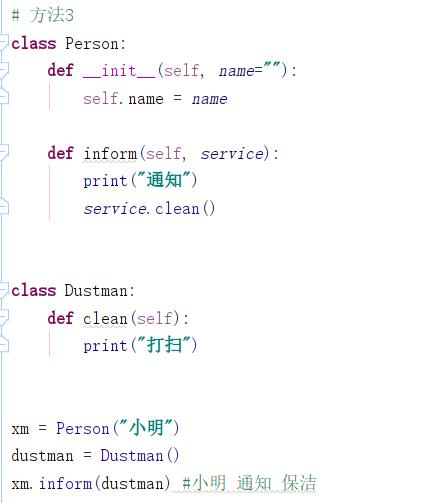 # 方法3
class Person:
    def __init__(self, name=""):
        self.name = name
    def inform(self, service):
        print("通知")
        service.clean()
class Dustman:
    def clean(self):
        print("打扫")
xm = Person("小明")
dustman = Dustman()
xm.inform(dustman) #小明 通知 保洁